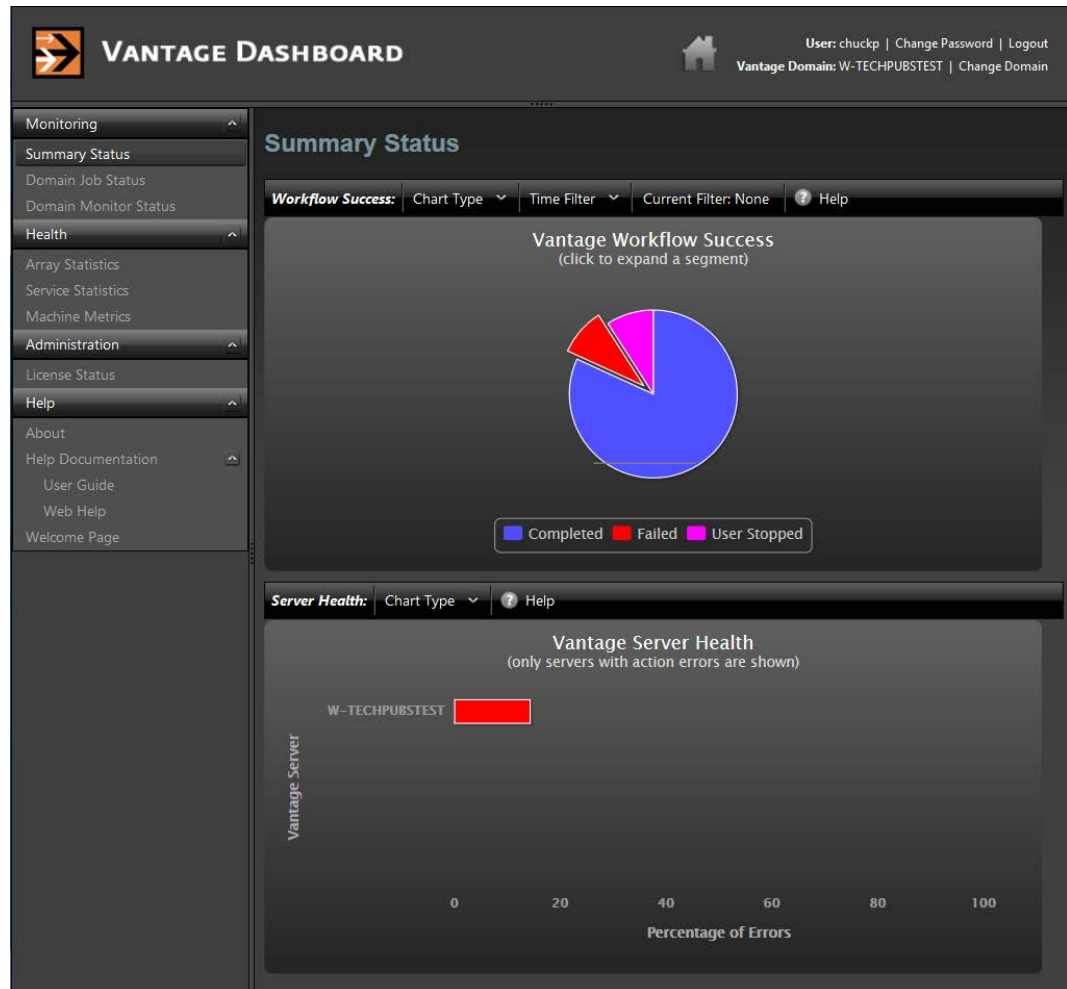 VANTAGE DASHBOARD
User: chuckp | Change Password | Logout
Vantage Domain: W-TECHPUBSTEST | Change Domain
Monitoring
Summary Status
Domain Job Status
Domain Monitor Status
Health
Array Statistics
Service Statistics
Machine Metrics
Administration
License Status
Help
About
Help Documentation
User Guide
Web Help
Welcome Page
Summary Status
Workflow Success: Chart Type Time Filter Current Filter: None ? Help
Vantage Workflow Success
(click to expand a segment)
Completed Failed User Stopped
Server Health: Chart Type ? Help
Vantage Server Health
(only servers with action errors are shown)
W-TECHPUBSTEST
Vantage Server
0 20 40 60 80 100
Percentage of Errors